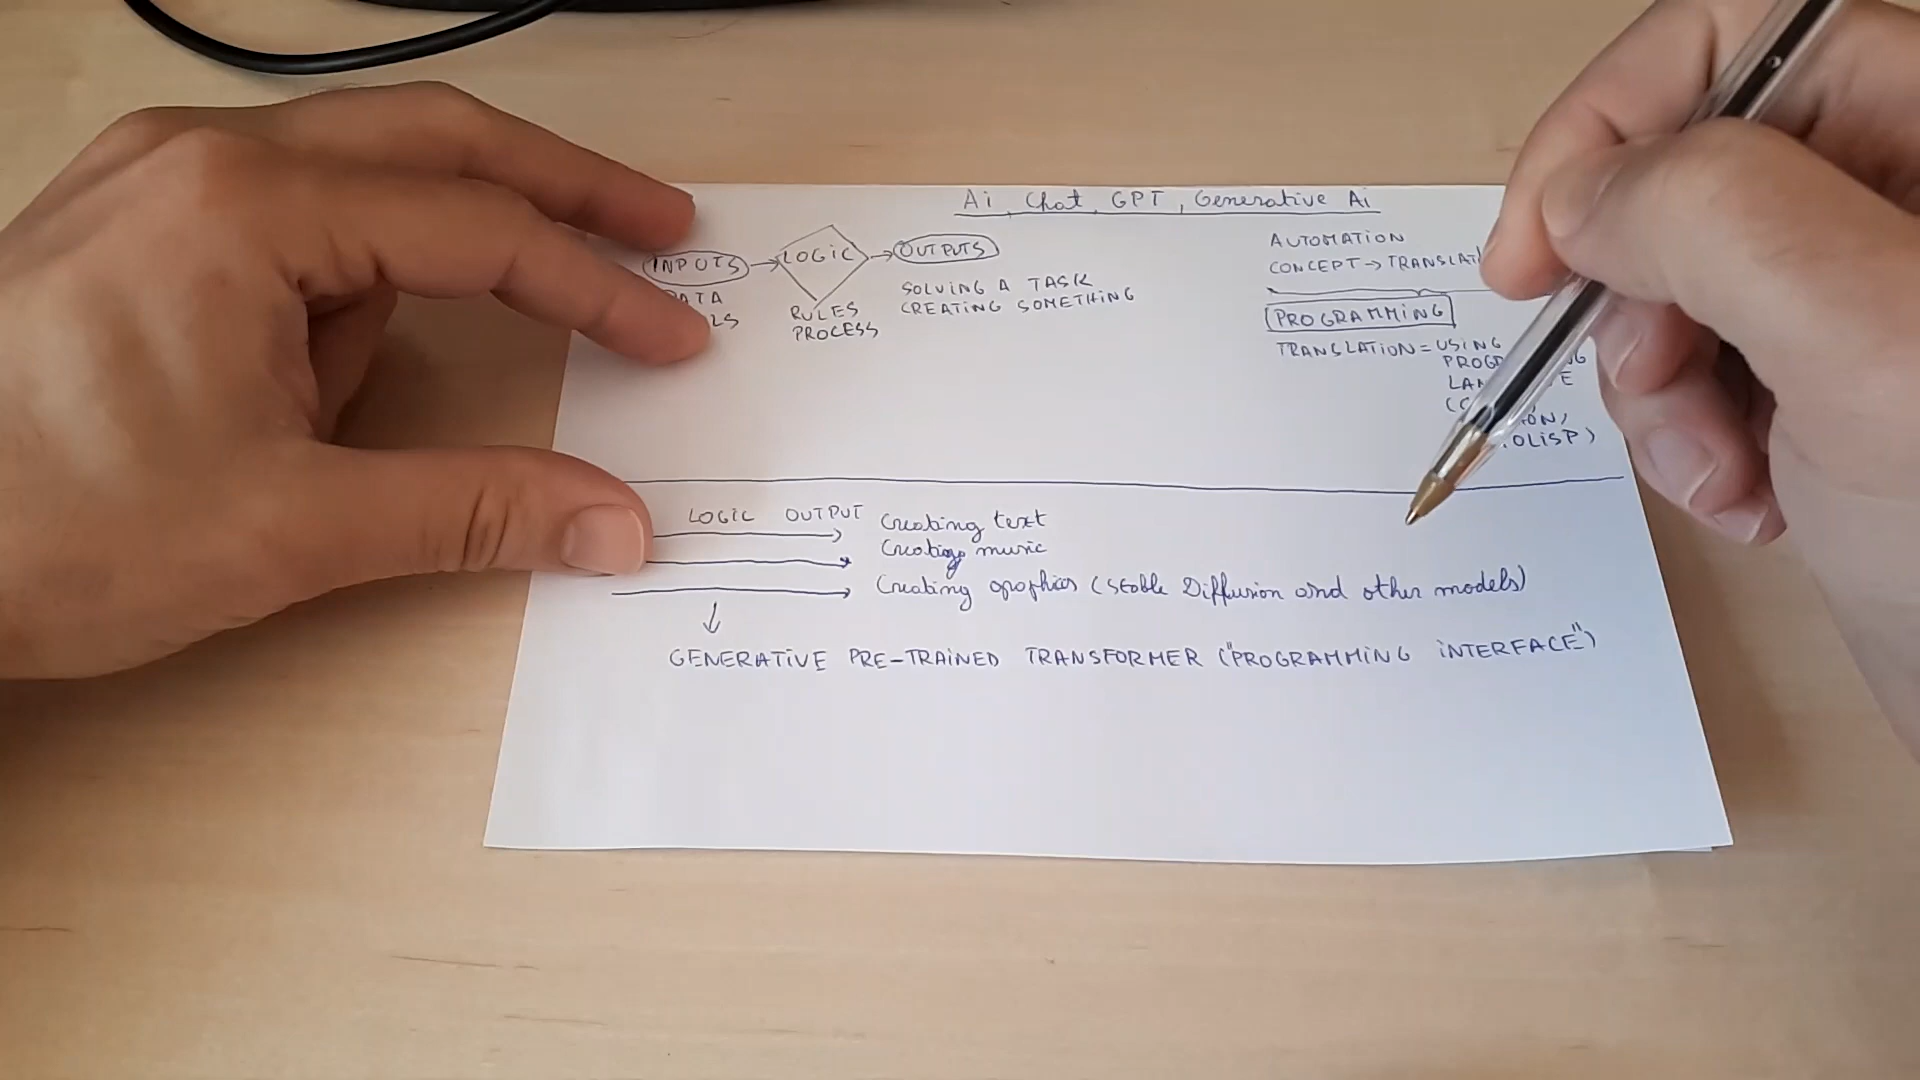 Ai, Chat GPT, Generative Ai
INPUTS → LOGIC → OUTPUTS
RULES
PROCESS
SOLVING A TASK
CREATING SOMETHING
AUTOMATION
CONCEPT →
PROGRAMMING
TRANSLATION = USING
LOGIC OUTPUT Creating text
Creating music
Creating graphics (Stable Diffusion and other models)
↓
GENERATIVE PRE-TRAINED TRANSFORMER ("PROGRAMMING INTERFACE")